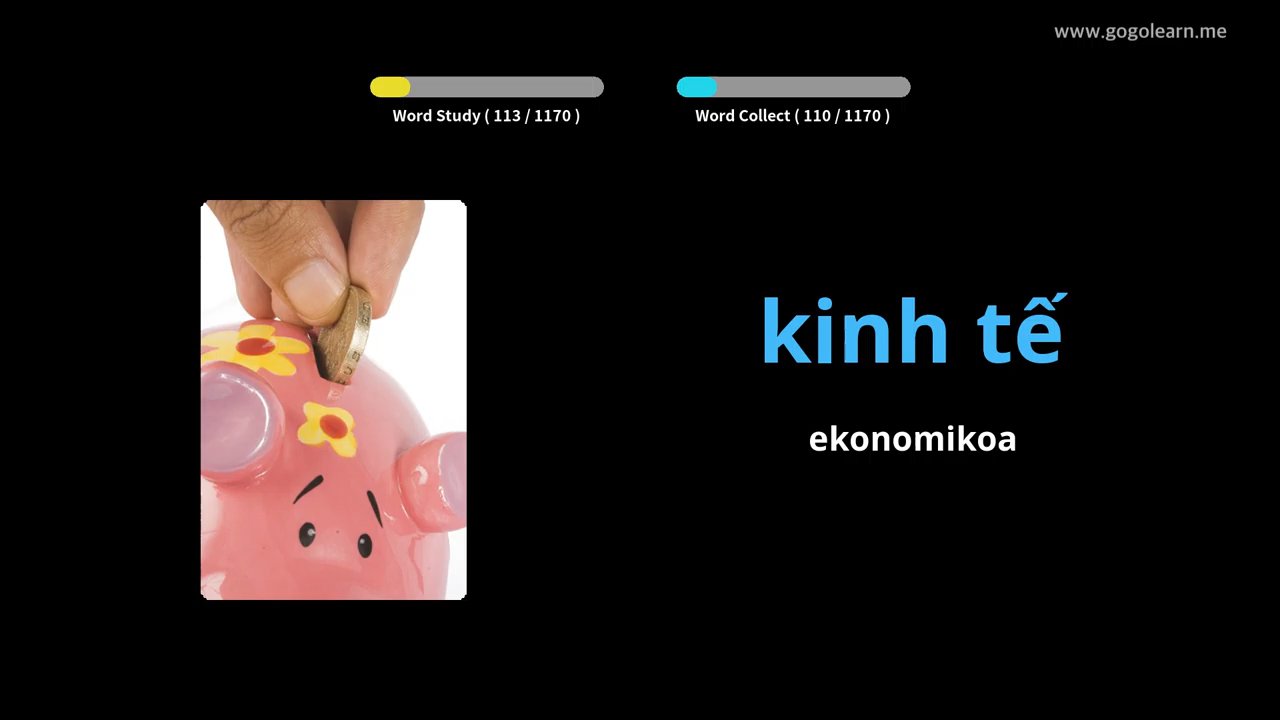 www.gogolearn.me
Word Study ( 113 / 1170 )
Word Collect ( 110 / 1170 )
kinh tế
ekonomikoa